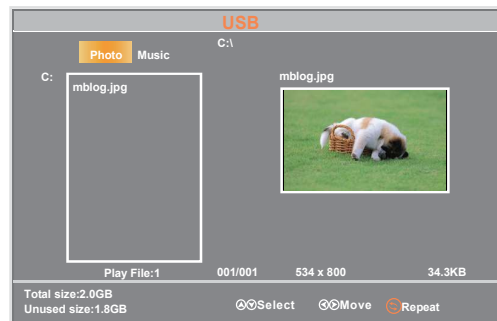 USB
C:\
Photo Music
C:
mblog.jpg
mblog.jpg
Play File:1 001/001 534 x 800 34.3KB
Total size:2.0GB
Unused size:1.8GB
Select Move Repeat